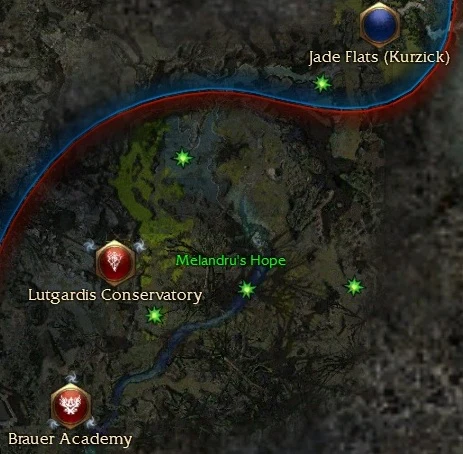 Jade Flats (Kurzick)
Melandru's Hope
Lutgardis Conservatory
Brauer Academy